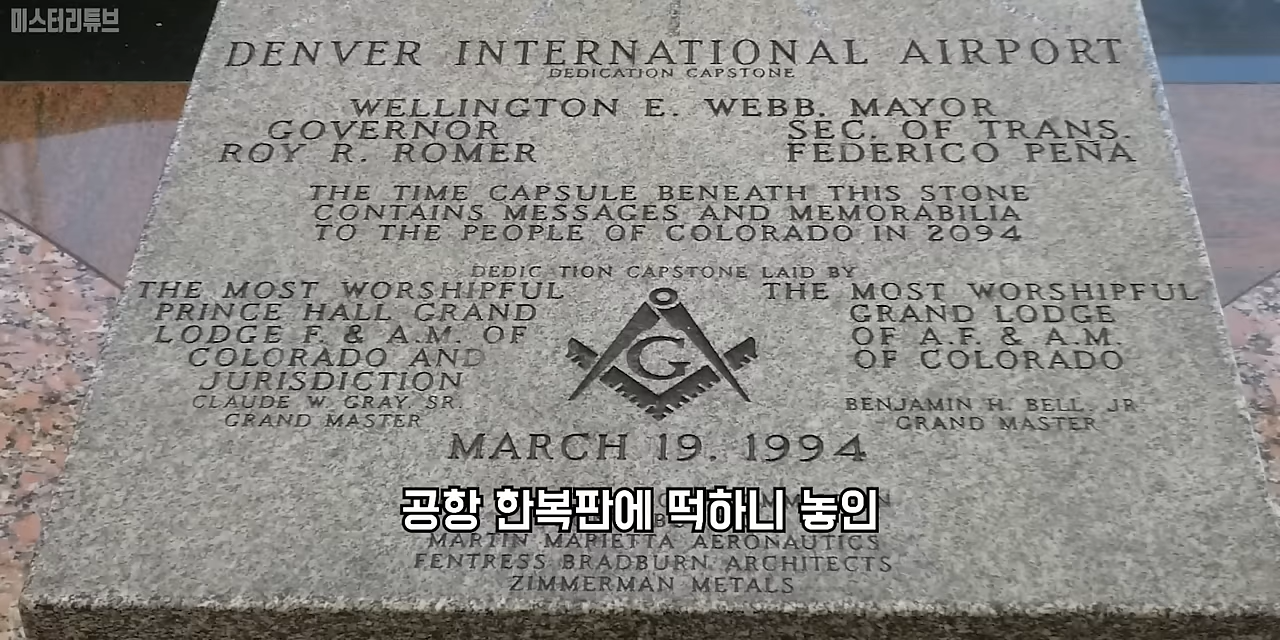 미스터리튜브
DENVER INTERNATIONAL AIRPORT
DEDICATION CAPSTONE
WELLINGTON E. WEBB, MAYOR
GOVERNOR
ROY R. ROMER
SEC. OF TRANS.
FEDERICO PENA
THE TIME CAPSULE BENEATH THIS STONE
CONTAINS MESSAGES AND MEMORABILIA
TO THE PEOPLE OF COLORADO IN 2094
DEDIC TION CAPSTONE LAID BY
THE MOST WORSHIPFUL
PRINCE HALL GRAND
LODGE F. & A.M. OF
COLORADO AND
JURISDICTION
CLAUDE W. GRAY, SR.
GRAND MASTER
G
THE MOST WORSHIPFUL
GRAND LODGE
OF A.F. & A.M.
OF COLORADO
BENJAMIN H. BELL, JR
GRAND MASTER
MARCH 19, 1994
공항 한복판에 떡하니 놓인
MARTIN MARIETTA AERONAUTICS
FENTRESS BRADBURN ARCHITECTS
ZIMMERMAN METALS